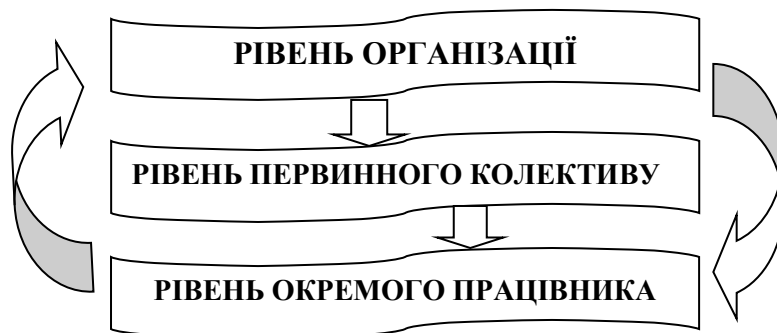 РІВЕНЬ ОРГАНІЗАЦІЇ
РІВЕНЬ ПЕРВИННОГО КОЛЕКТИВУ
РІВЕНЬ ОКРЕМОГО ПРАЦІВНИКА